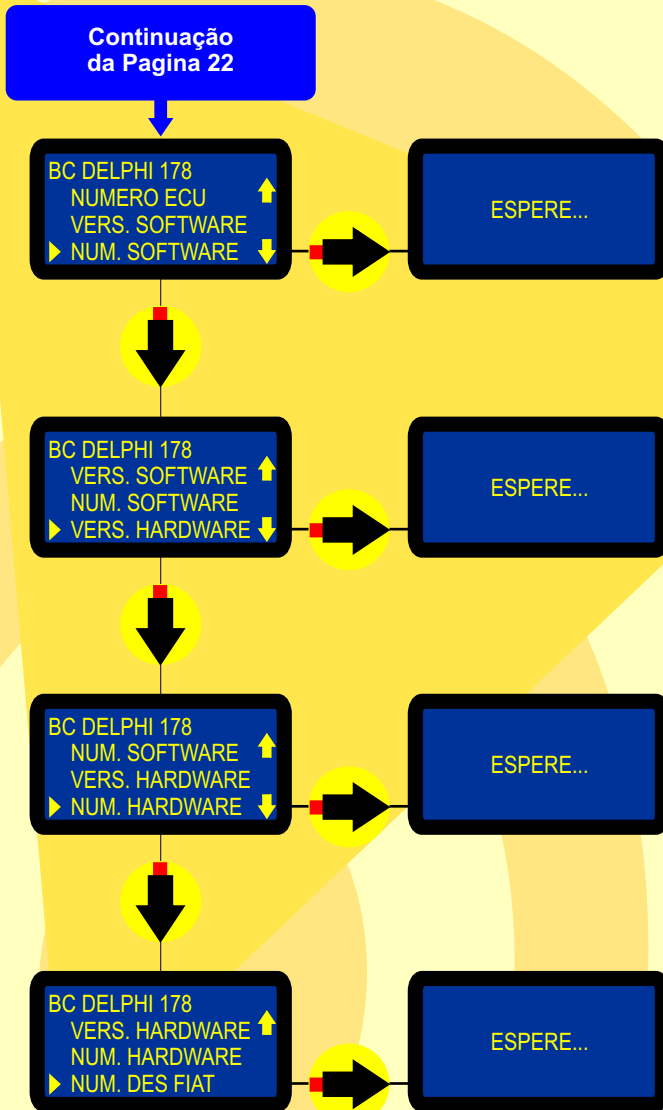 Continuação
da Pagina 22
BC DELPHI 178
NUMERO ECU
VERS. SOFTWARE
NUM. SOFTWARE
ESPERE...
BC DELPHI 178
VERS. SOFTWARE
NUM. SOFTWARE
VERS. HARDWARE
ESPERE...
BC DELPHI 178
NUM. SOFTWARE
VERS. HARDWARE
NUM. HARDWARE
ESPERE...
BC DELPHI 178
VERS. HARDWARE
NUM. HARDWARE
NUM. DES FIAT
ESPERE...